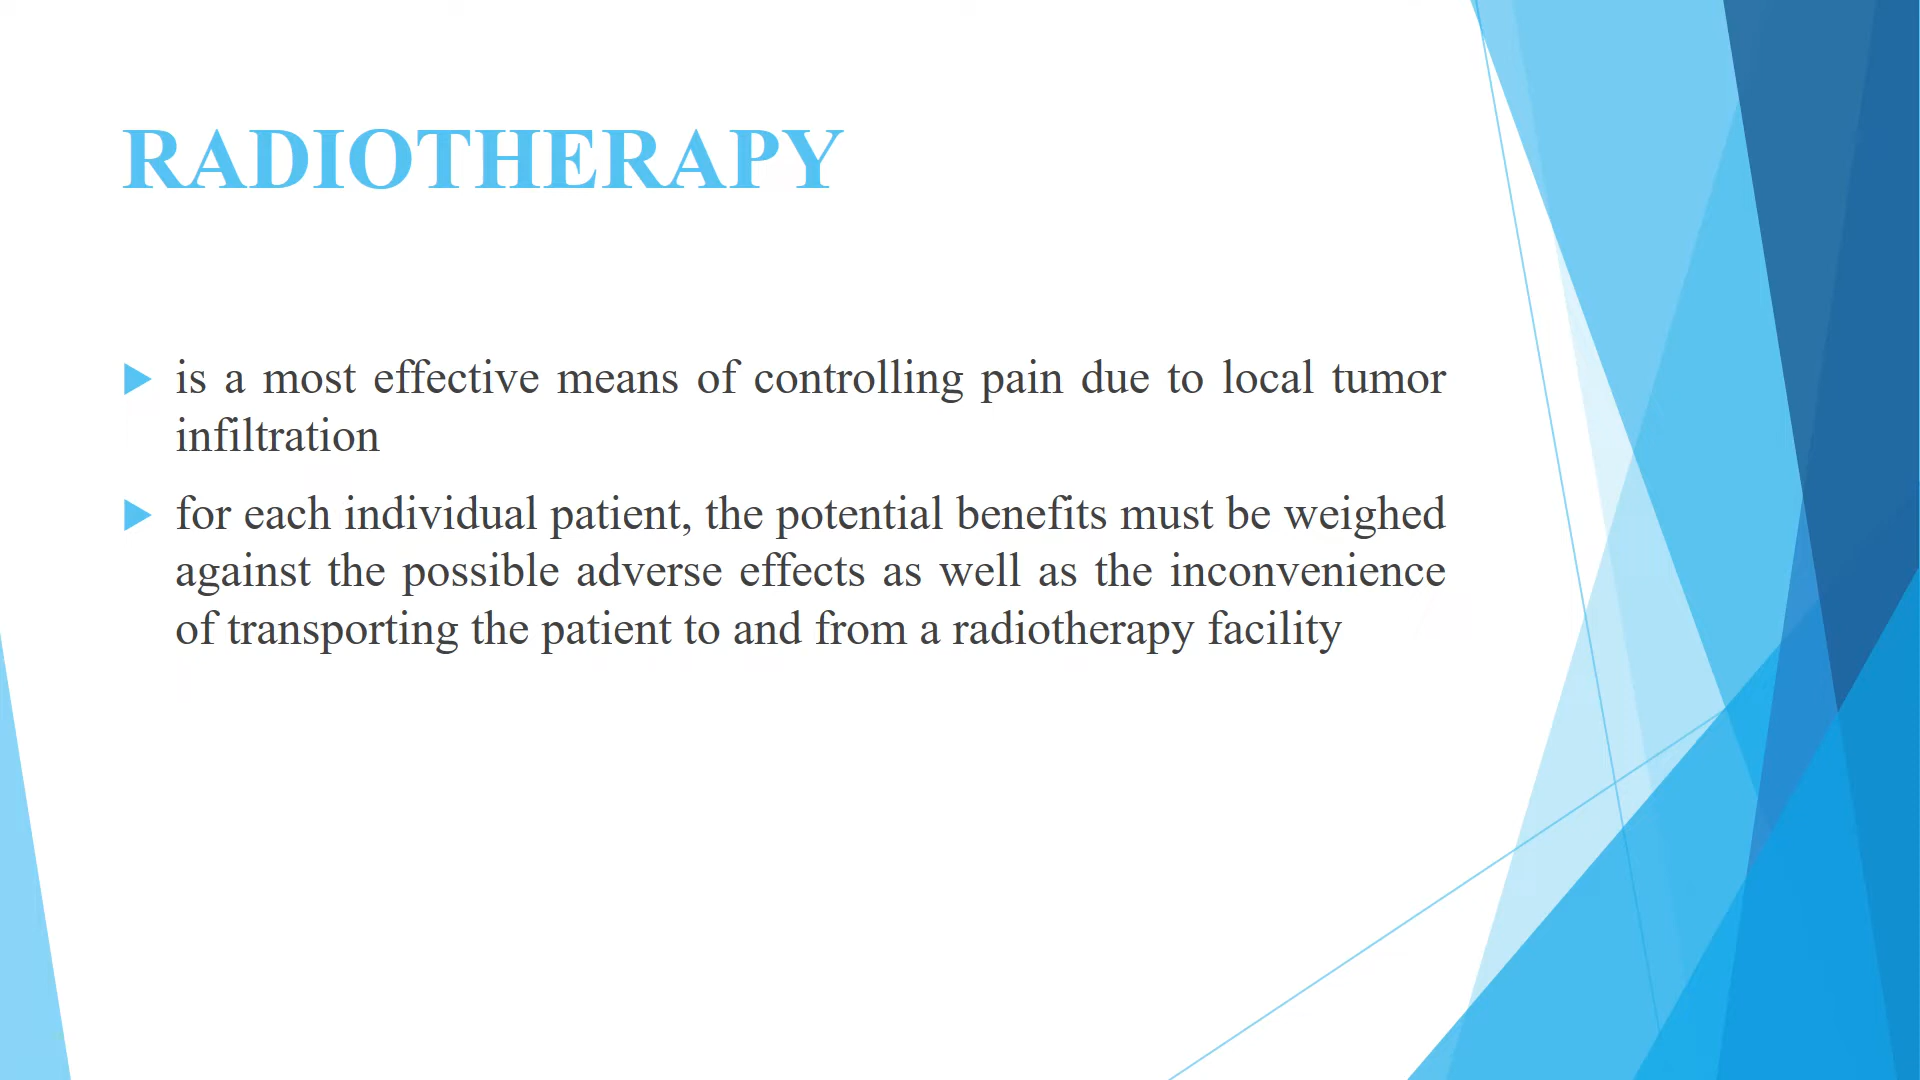 RADIOTHERAPY
is a most effective means of controlling pain due to local tumor
infiltration
for each individual patient, the potential benefits must be weighed
against the possible adverse effects as well as the inconvenience
of transporting the patient to and from a radiotherapy facility